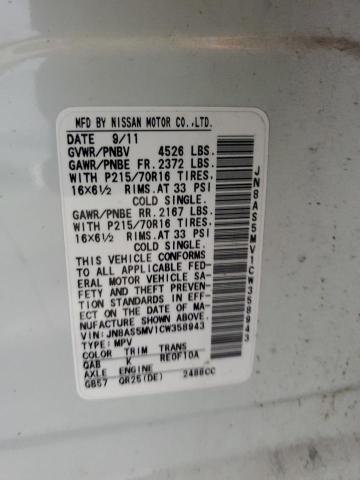 MFD BY NISSAN MOTOR CO.,LTD.
DATE 9/11
GVWR/PNBV 4526 LBS.
GAWR/PNBE FR. 2372 LBS.
WITH P215/70R16 TIRES
16X6½ RIMS. AT 33 PSI
COLD SINGLE.
GAWR/PNBE RR. 2167 LBS.
WITH P215/70R16 TIRES
16X6½ RIMS. AT 33 PSI
COLD SINGLE.
THIS VEHICLE CONFORMS
TO ALL APPLICABLE FED-
ERAL MOTOR VEHICLE SA-
FETY AND THEFT PREVEN-
TION STANDARDS IN EFF-
ECT ON THE DATE OF MA-
NUFACTURE SHOWN ABOVE.
VIN: JN8AS5MV1CW358943
TYPE: MPV
COLOR TRIM TRANS
QAB K RE0F10A
AXLE ENGINE
GB57 QR25(DE) 2488CC
JN8AS5MV1CW358943